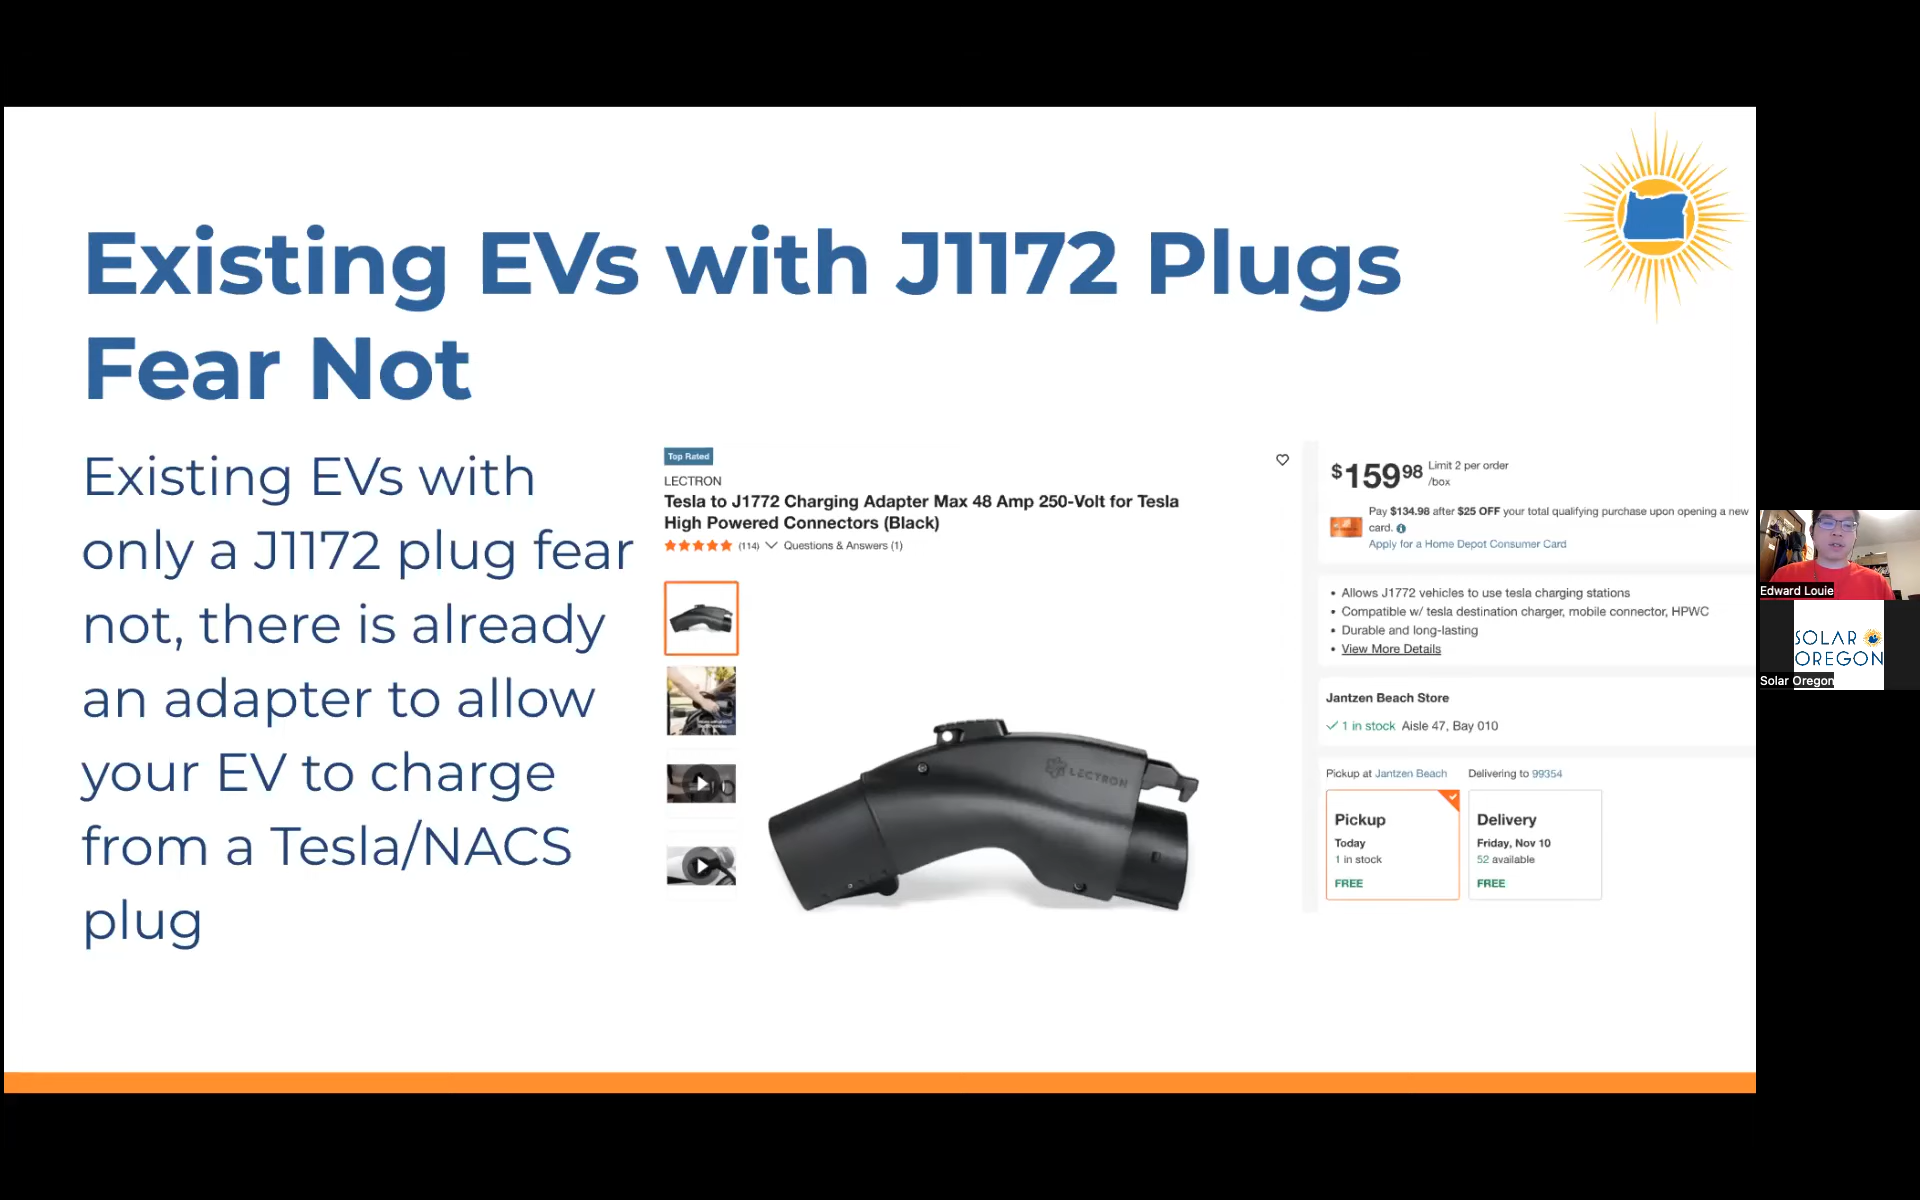 Existing EVs with J1172 Plugs
Fear Not
Existing EVs with
only a J1172 plug fear
not, there is already
an adapter to allow
your EV to charge
from a Tesla/NACS
plug
Top Rated
LECTRON
Tesla to J1772 Charging Adapter Max 48 Amp 250-Volt for Tesla
High Powered Connectors (Black)
(114) Questions & Answers (1)
LECTRON
$159 98 Limit 2 per order
/box
Pay $134.98 after $25 OFF your total qualifying purchase upon opening a new
card.
Apply for a Home Depot Consumer Card
• Allows J1772 vehicles to use tesla charging stations
• Compatible w/ tesla destination charger, mobile connector, HPWC
• Durable and long-lasting
• View More Details
Jantzen Beach Store
1 in stock Aisle 47, Bay 010
Pickup at Jantzen Beach Delivering to 99354
Pickup
Today
1 in stock
FREE
Delivery
Friday, Nov 10
52 available
FREE
Edward Louie
SOLAR
OREGON
Solar Oregon